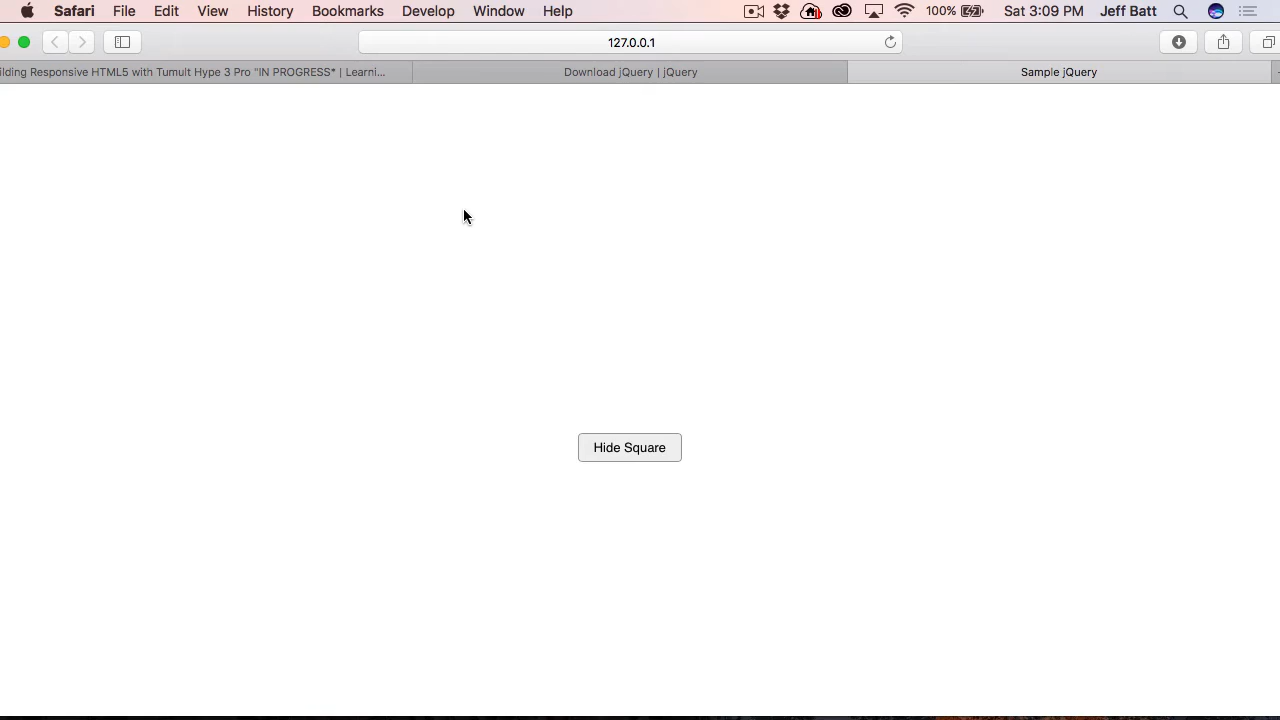 Safari File Edit View History Bookmarks Develop Window Help 100% Sat 3:09 PM Jeff Batt
127.0.0.1
ilding Responsive HTML5 with Tumult Hype 3 Pro "IN PROGRESS* | Learni... Download jQuery | jQuery Sample jQuery
Hide Square